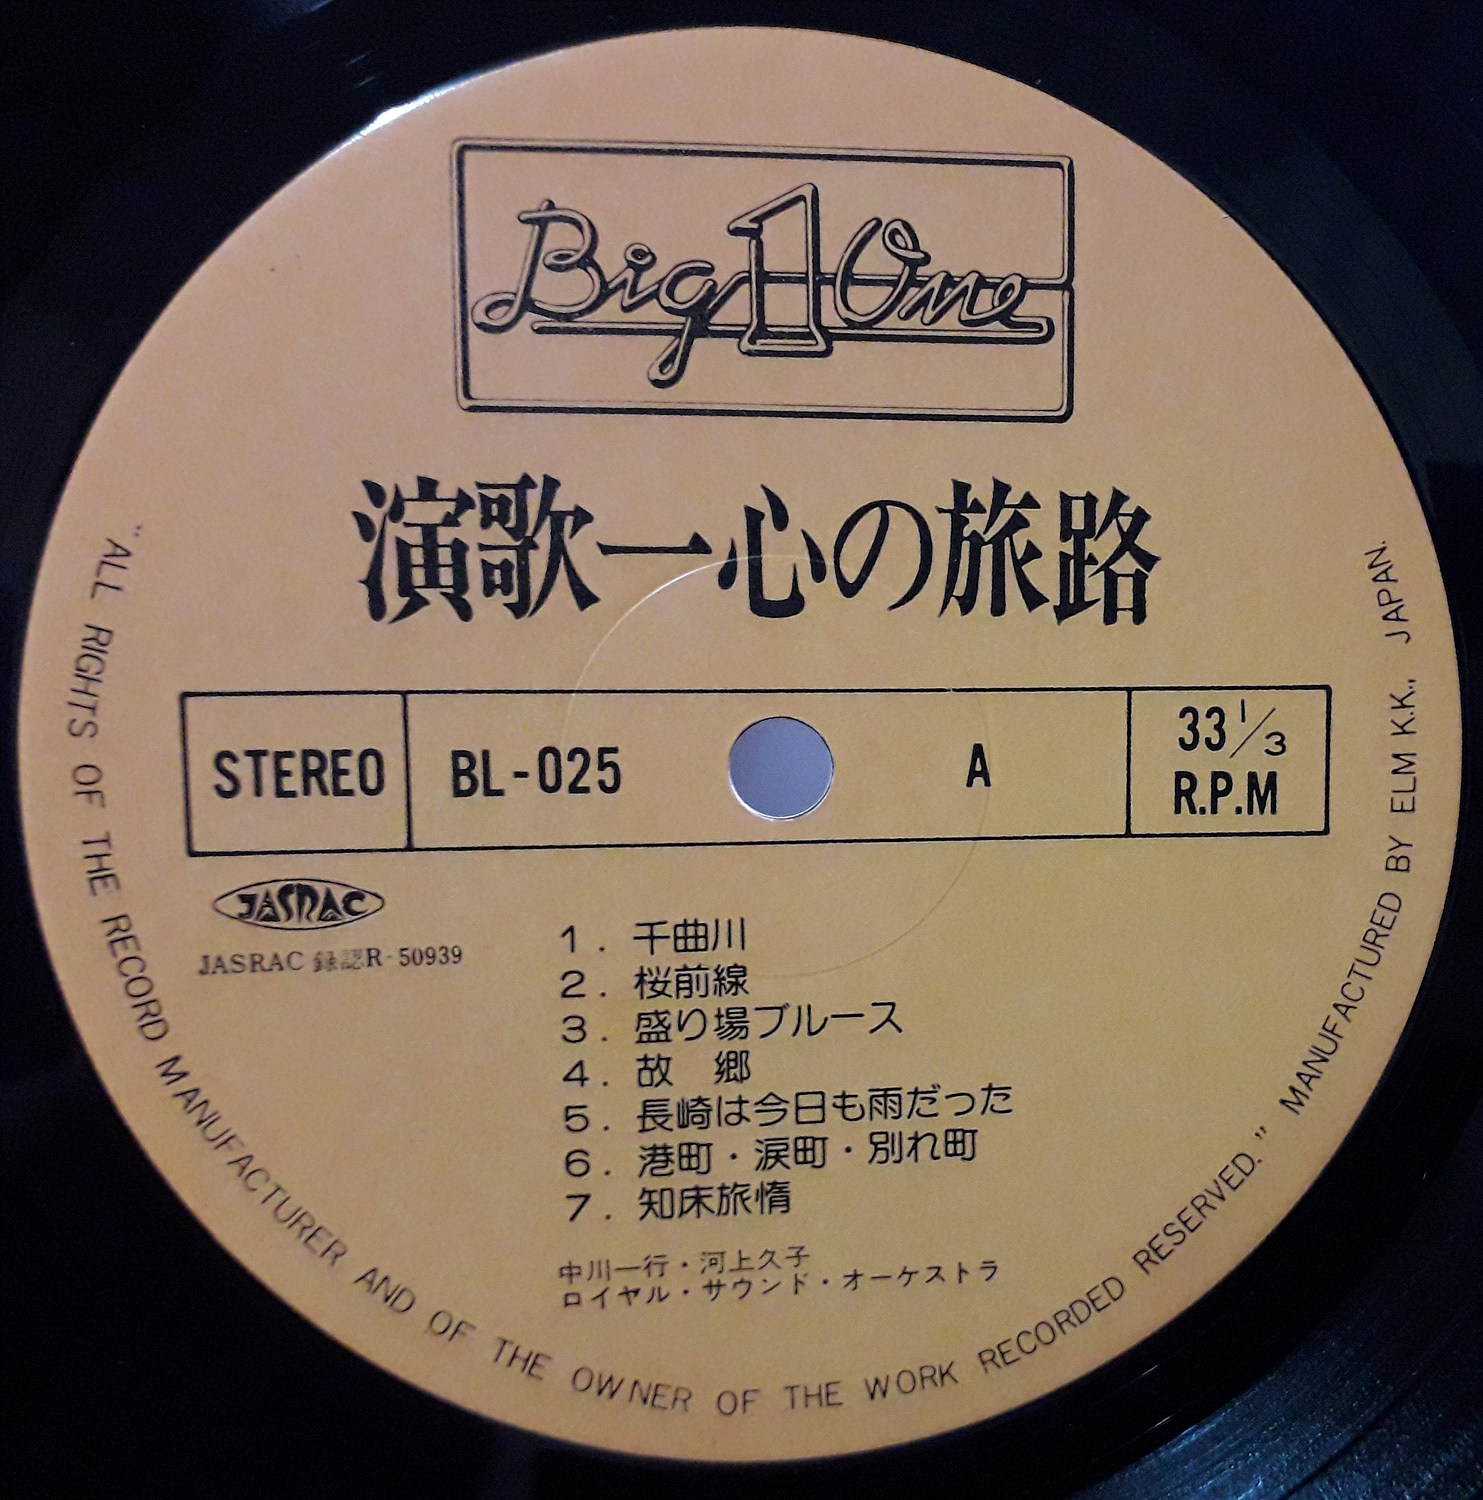 Big 1 One
演歌一心の旅路
STEREO
BL-025
A
33 1/3
R.P.M
JASRAC
JASRAC 録認R-50939
1. 千曲川
2. 桜前線
3. 盛り場ブルース
4. 故　郷
5. 長崎は今日も雨だった
6. 港町・涙町・別れ町
7. 知床旅惰
中川一行・河上久子
ロイヤル・サウンド・オーケストラ
"ALL RIGHTS OF THE RECORD MANUFACTURER AND OF THE OWNER OF THE WORK RECORDED RESERVED." MANUFACTURED BY ELM K.K., JAPAN.